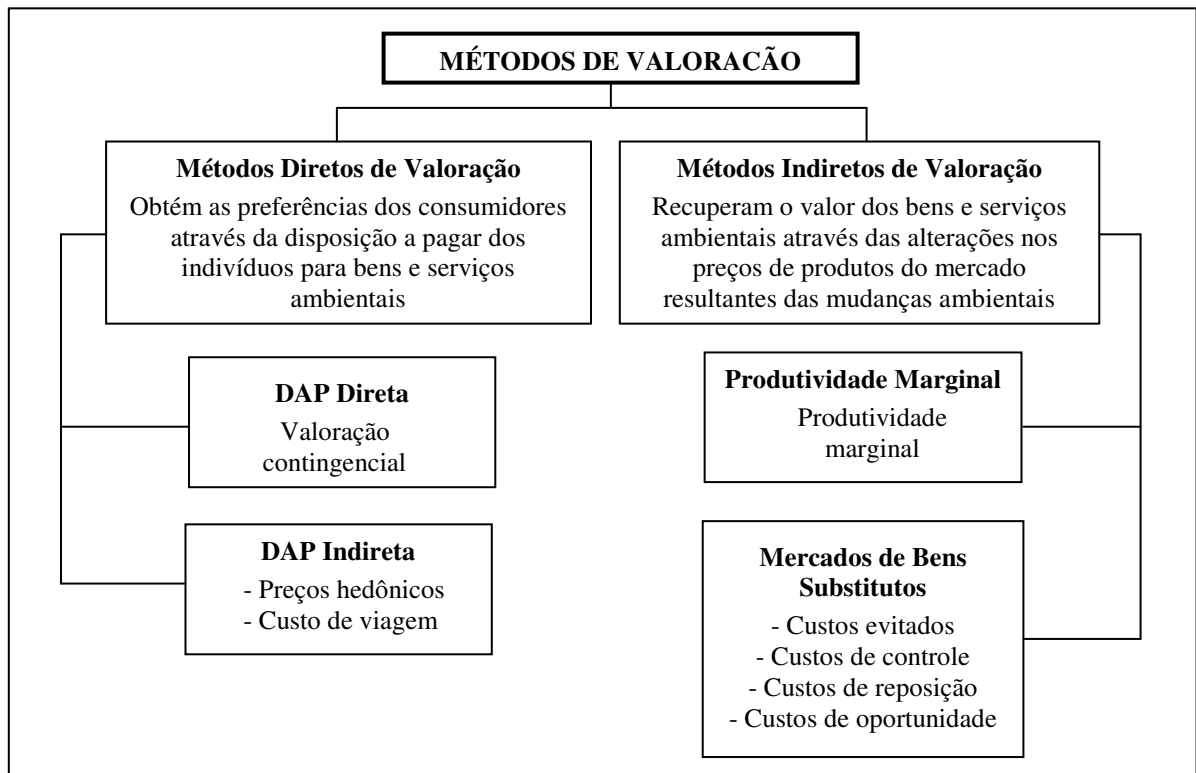 MÉTODOS DE VALORACÃO
Métodos Diretos de Valoração
Obtém as preferências dos consumidores
através da disposição a pagar dos
indivíduos para bens e serviços
ambientais
Métodos Indiretos de Valoração
Recuperam o valor dos bens e serviços
ambientais através das alterações nos
preços de produtos do mercado
resultantes das mudanças ambientais
DAP Direta
Valoração
contingencial
Produtividade Marginal
Produtividade
marginal
DAP Indireta
- Preços hedônicos
- Custo de viagem
Mercados de Bens
Substitutos
- Custos evitados
- Custos de controle
- Custos de reposição
- Custos de oportunidade